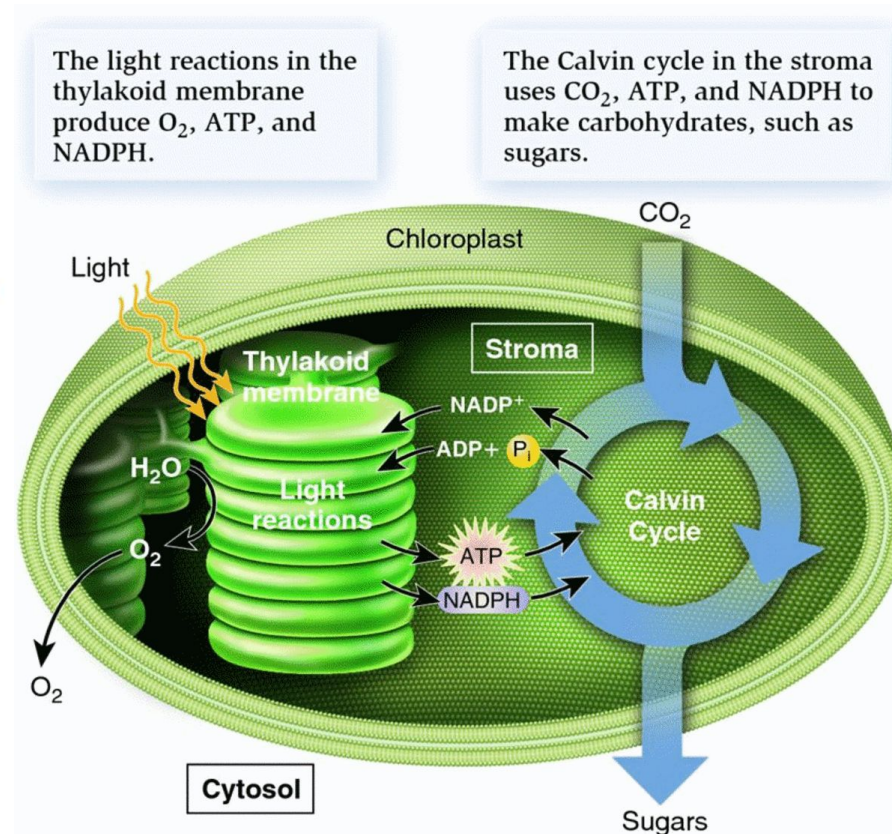 The light reactions in the
thylakoid membrane
produce O₂, ATP, and
NADPH.
The Calvin cycle in the stroma
uses CO₂, ATP, and NADPH to
make carbohydrates, such as
sugars.
CO₂
Chloroplast
Light
Stroma
Thylakoid
membrane
NADP⁺
ADP + Pᵢ
H₂O
Light
reactions
Calvin
Cycle
O₂
ATP
NADPH
O₂
Cytosol
Sugars